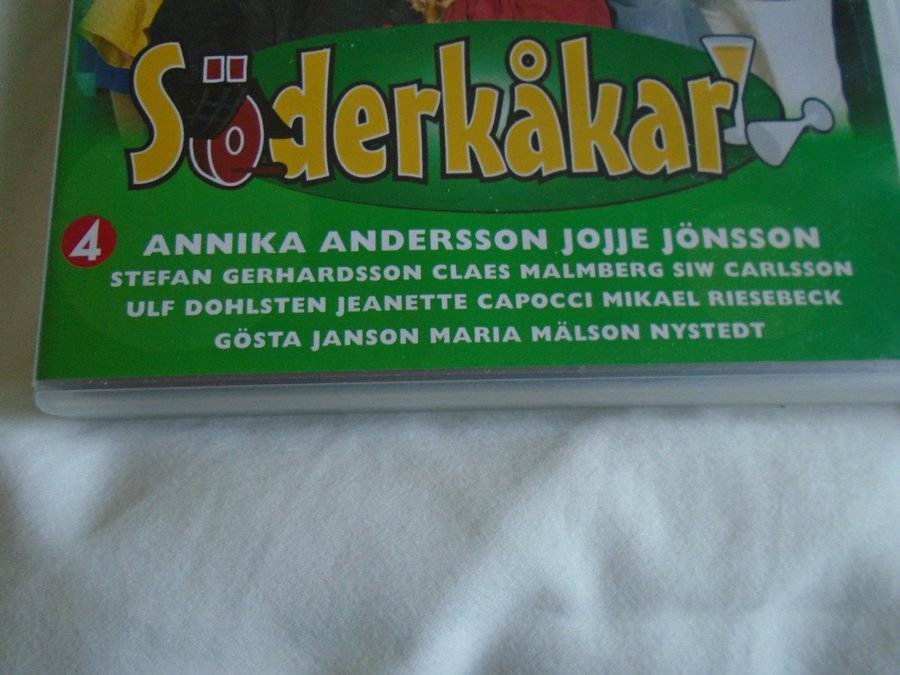 Söderkåkar
4
ANNIKA ANDERSSON JOJJE JÖNSSON
STEFAN GERHARDSSON CLAES MALMBERG SIW CARLSSON
ULF DOHLSTEN JEANETTE CAPOCCI MIKAEL RIESEBECK
GÖSTA JANSON MARIA MÄLSON NYSTEDT